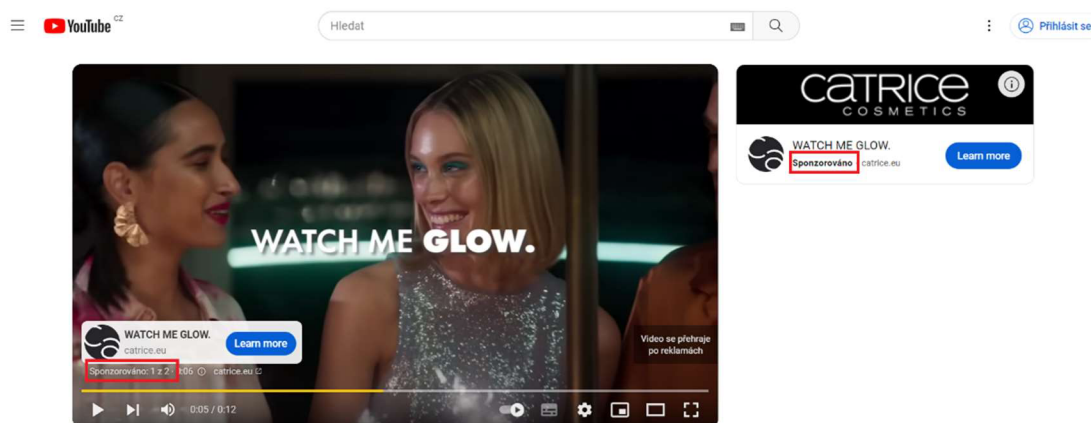 YouTube CZ
Hledat
Přihlásit se
WATCH ME GLOW.
WATCH ME GLOW.
catrice.eu
Learn more
Sponzorováno: 1 z 2 · 0:06 catrice.eu
Video se přehraje
po reklamách
0:05 / 0:12
CATRICE
COSMETICS
WATCH ME GLOW.
Sponzorováno · catrice.eu
Learn more